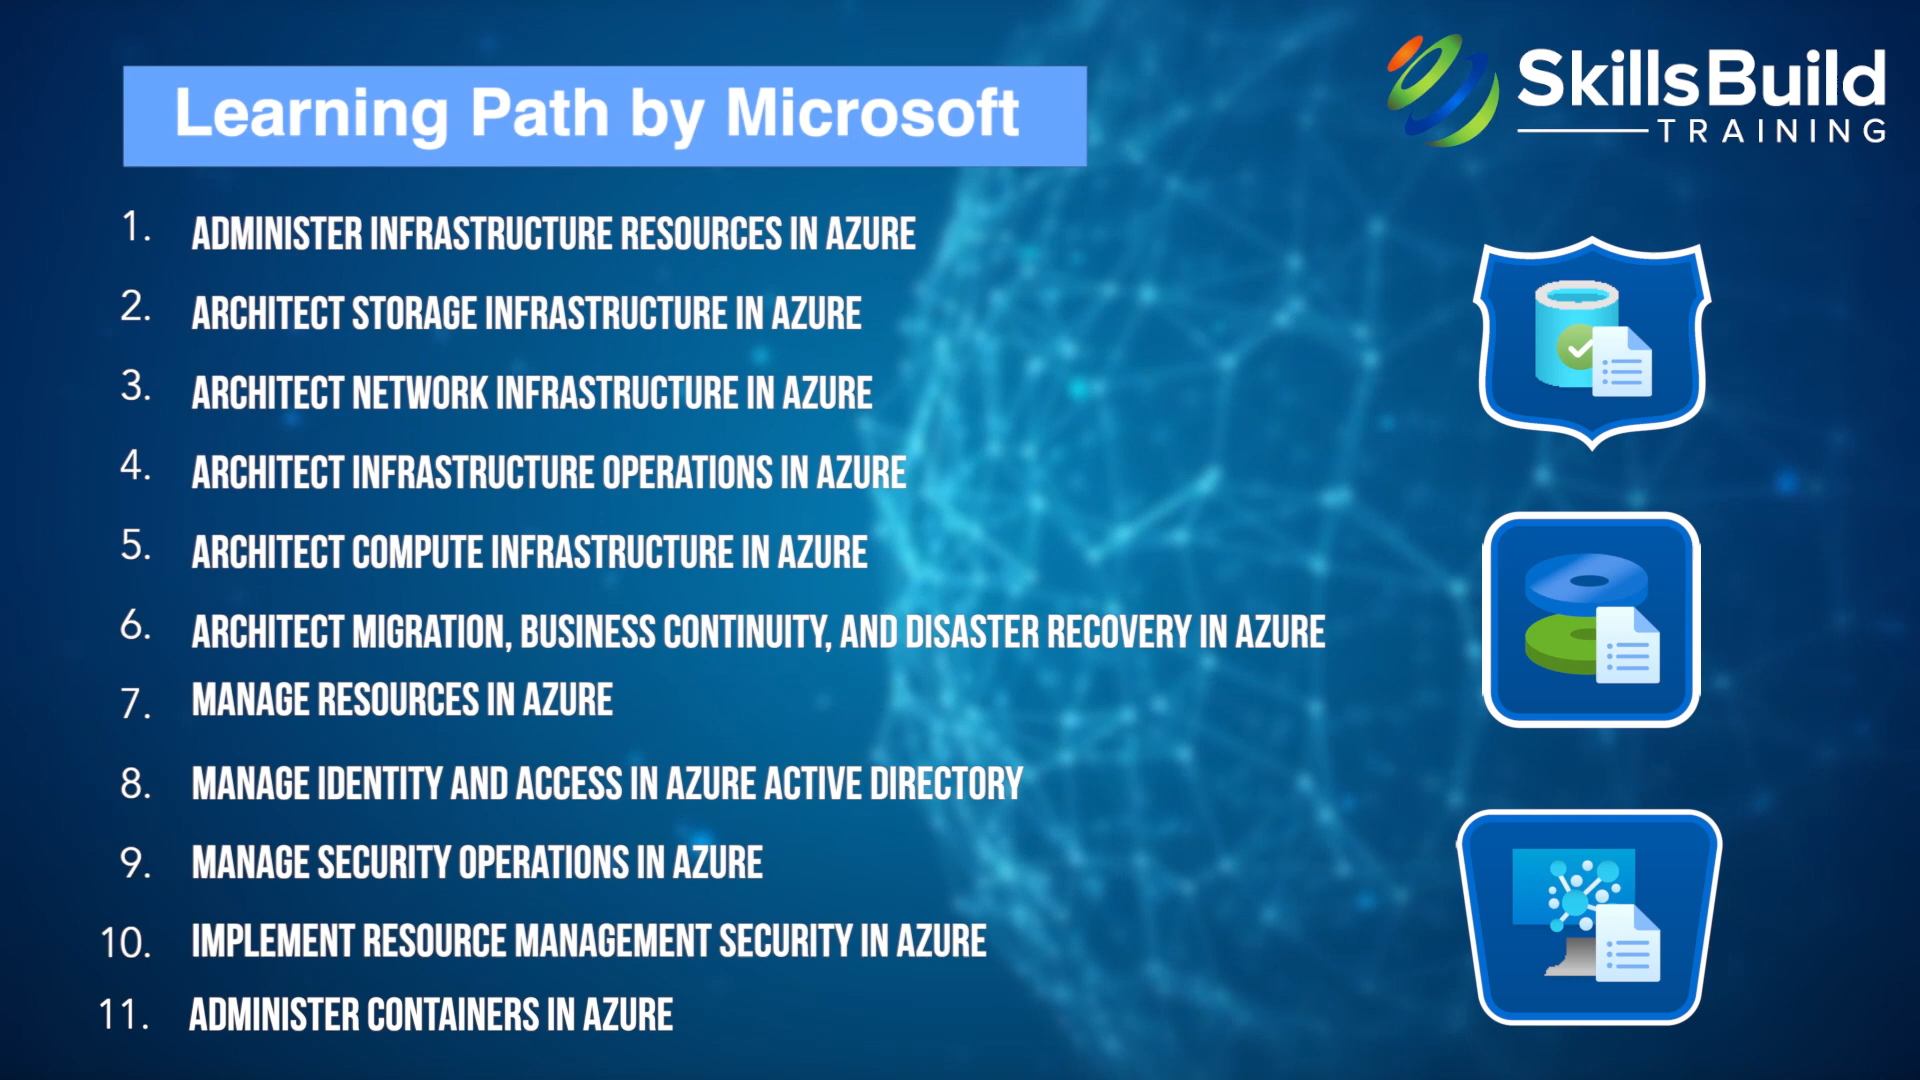 Learning Path by Microsoft
SkillsBuild
TRAINING
1. ADMINISTER INFRASTRUCTURE RESOURCES IN AZURE
2. ARCHITECT STORAGE INFRASTRUCTURE IN AZURE
3. ARCHITECT NETWORK INFRASTRUCTURE IN AZURE
4. ARCHITECT INFRASTRUCTURE OPERATIONS IN AZURE
5. ARCHITECT COMPUTE INFRASTRUCTURE IN AZURE
6. ARCHITECT MIGRATION, BUSINESS CONTINUITY, AND DISASTER RECOVERY IN AZURE
7. MANAGE RESOURCES IN AZURE
8. MANAGE IDENTITY AND ACCESS IN AZURE ACTIVE DIRECTORY
9. MANAGE SECURITY OPERATIONS IN AZURE
10. IMPLEMENT RESOURCE MANAGEMENT SECURITY IN AZURE
11. ADMINISTER CONTAINERS IN AZURE